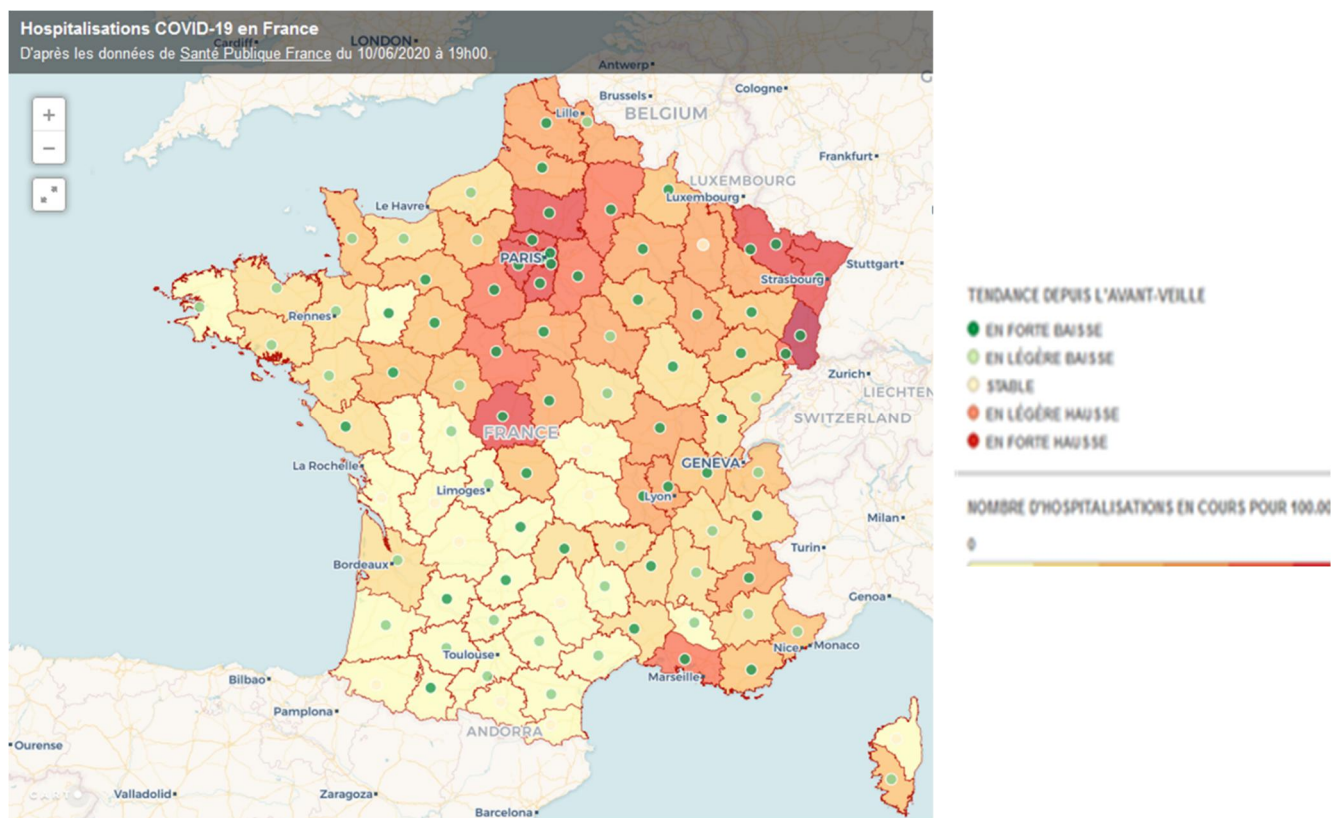 Hospitalisations COVID-19 en France
D'après les données de Santé Publique France du 10/06/2020 à 19h00.
Cardiff
LONDON
Antwerp
Brussels
Cologne
BELGIUM
Lille
Frankfurt
LUXEMBOURG
Luxembourg
Le Havre
PARIS
Stuttgart
Strasbourg
Rennes
Zurich
LIECHTEN
SWITZERLAND
FRANCE
GENEVA
La Rochelle
Limoges
Lyon
Milan
Turin
Bordeaux
Genoa
Toulouse
Nice
Monaco
Marseille
Bilbao
Pamplona
ANDORRA
Ourense
Valladolid
Zaragoza
Barcelona
+
−
TENDANCE DEPUIS L'AVANT-VEILLE
EN FORTE BAISSE
EN LÉGÈRE BAISSE
STABLE
EN LÉGÈRE HAUSSE
EN FORTE HAUSSE
NOMBRE D'HOSPITALISATIONS EN COURS POUR 100.00
0